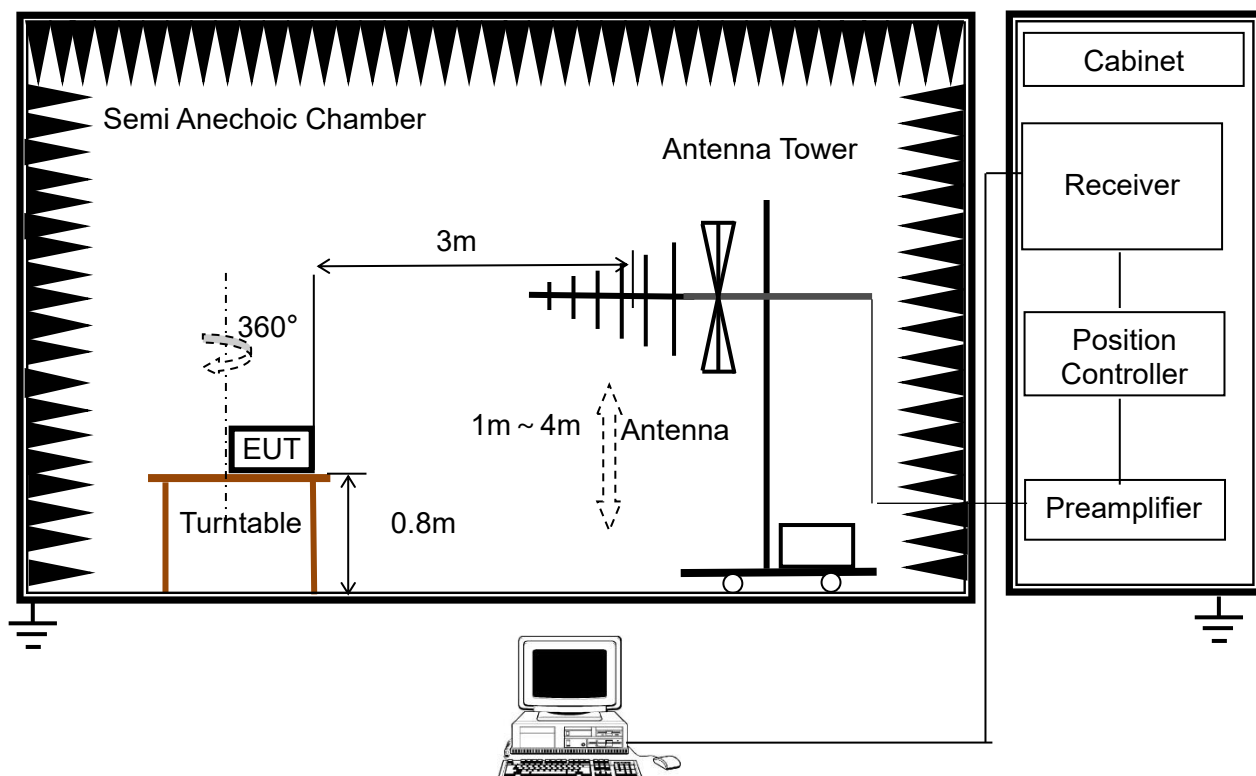 Semi Anechoic Chamber
Antenna Tower
3m
360°
1m ~ 4m
Antenna
EUT
Turntable
0.8m
Cabinet
Receiver
Position
Controller
Preamplifier